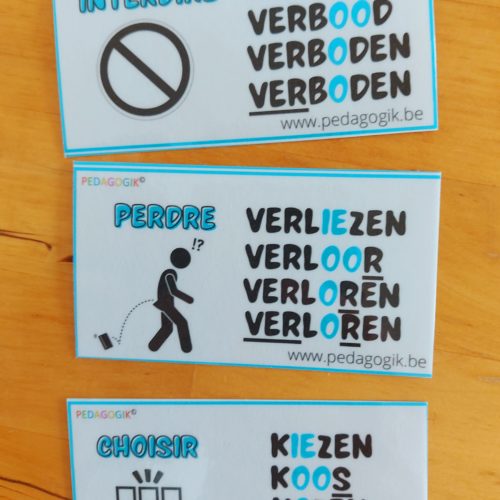 INTERDIRE
VERBOOD
VERBODEN
VERBODEN
www.pedagogik.be
PEDAGOGIK©
PERDRE
!?
VERLIEZEN
VERLOOR
VERLOREN
VERLOREN
www.pedagogik.be
PEDAGOGIK©
CHOISIR
KIEZEN
KOOS